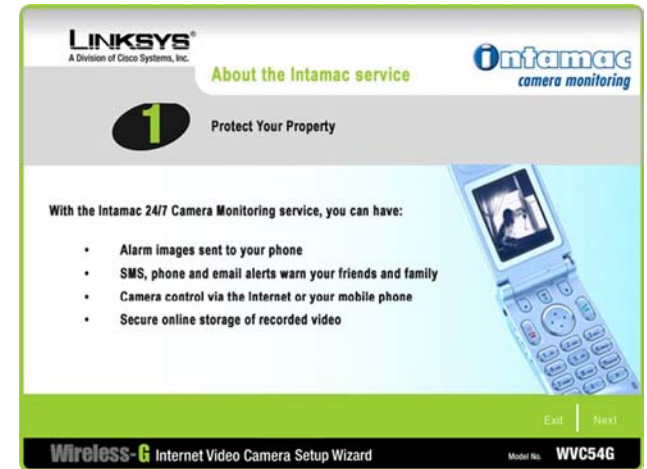 LINKSYS®
A Division of Cisco Systems, Inc.
About the Intamac service
intamac
camera monitoring
1
Protect Your Property
With the Intamac 24/7 Camera Monitoring service, you can have:
• Alarm images sent to your phone
• SMS, phone and email alerts warn your friends and family
• Camera control via the Internet or your mobile phone
• Secure online storage of recorded video
Exit Next
Wireless-G Internet Video Camera Setup Wizard Model No. WVC54G